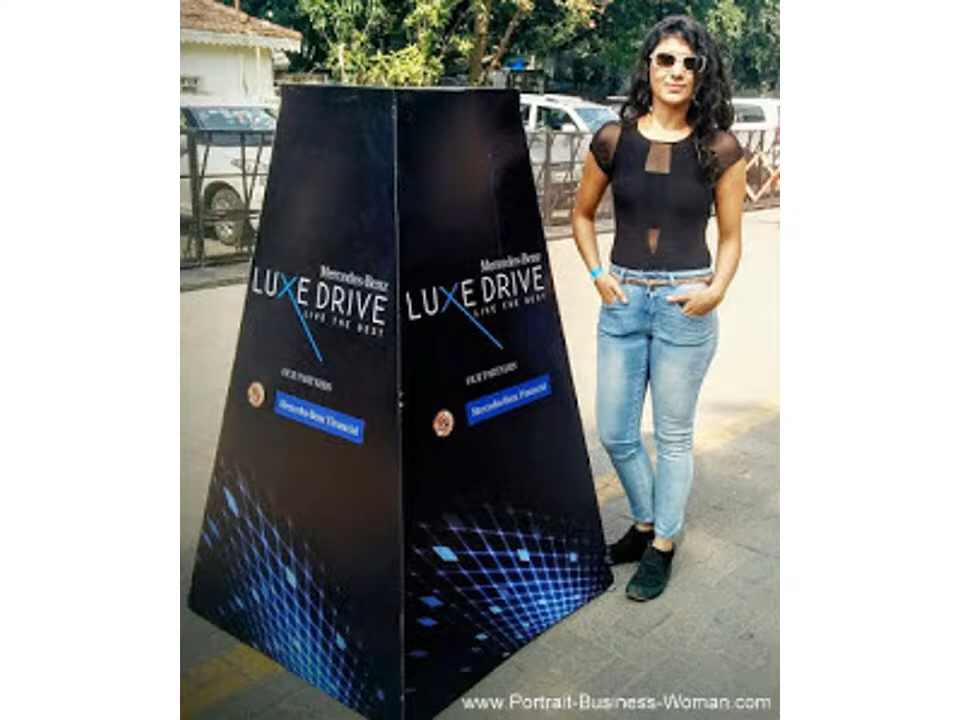 Mercedes-Benz
LUXE DRIVE
LIVE THE BEST
OUR PARTNERS
Mercedes-Benz Financial
Mercedes-Benz
LUXE DRIVE
LIVE THE BEST
OUR PARTNERS
Mercedes-Benz Financial
www.Portrait-Business-Woman.com